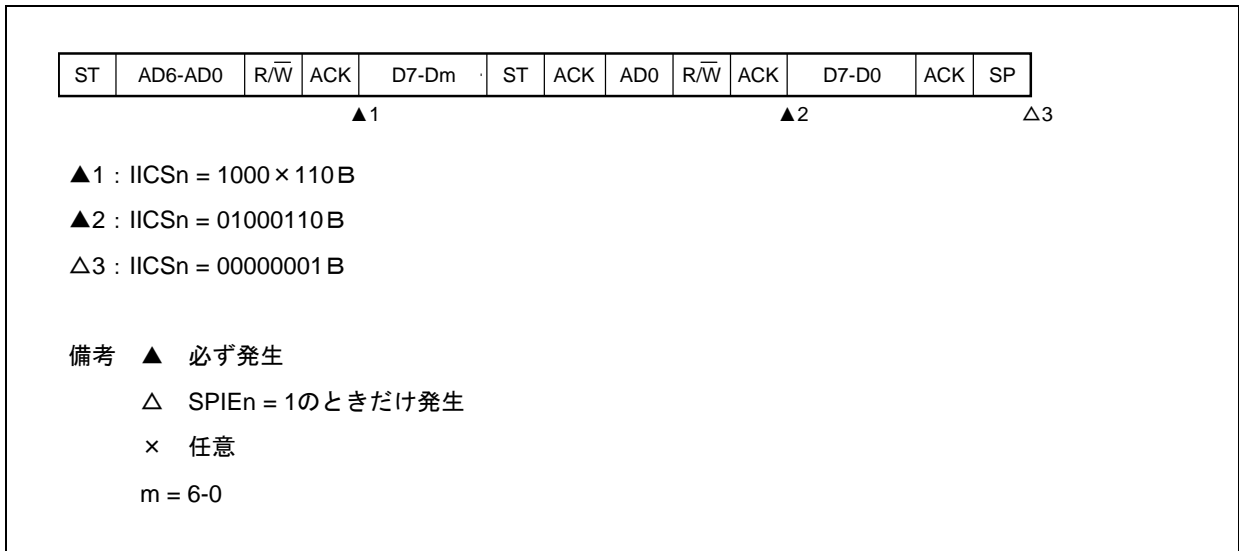 ST AD6-AD0 R/W̅ ACK D7-Dm ST ACK AD0 R/W̅ ACK D7-D0 ACK SP
▲1 ▲2 △3
▲1：IICSn = 1000×110Ｂ
▲2：IICSn = 01000110Ｂ
△3：IICSn = 00000001Ｂ
備考 ▲ 必ず発生
△ SPIEn = 1のときだけ発生
× 任意
m = 6-0